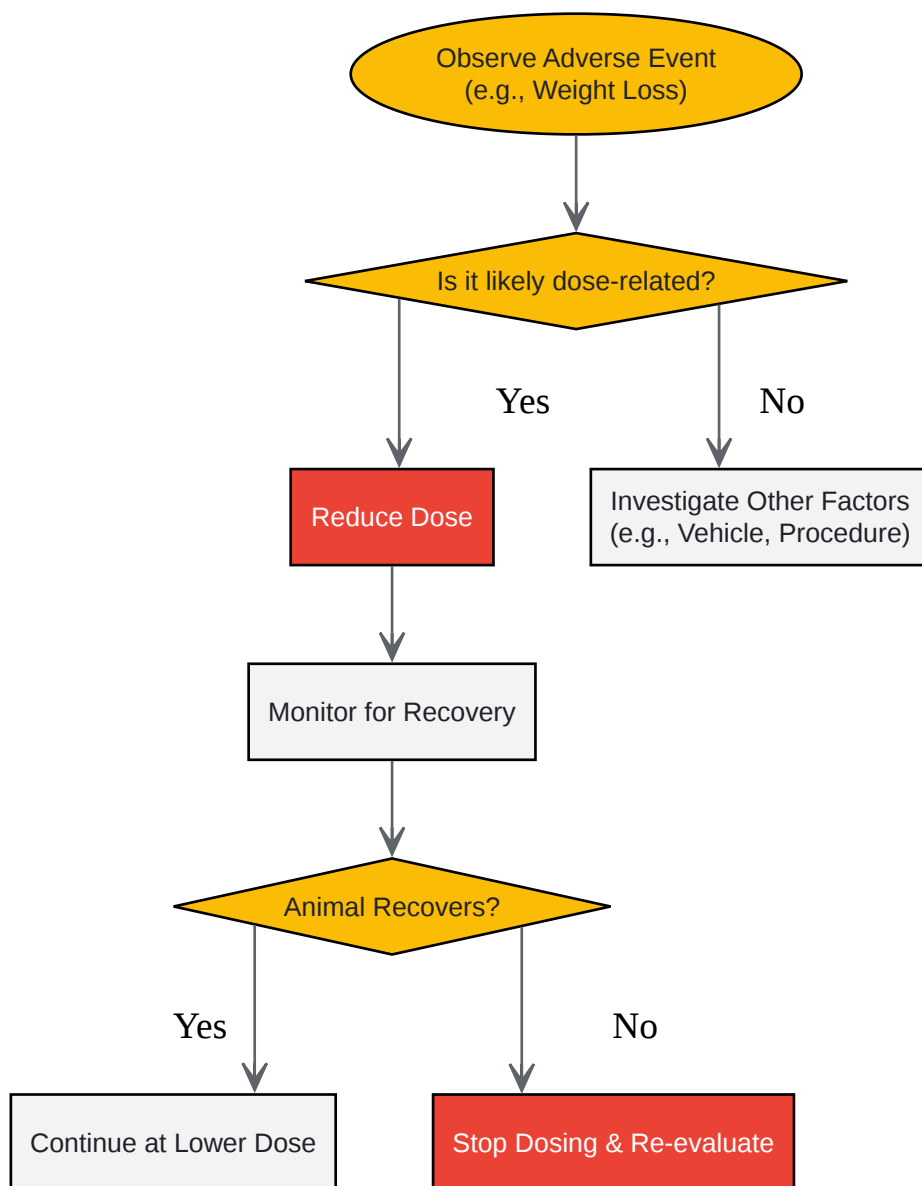 Observe Adverse Event
(e.g., Weight Loss)
Is it likely dose-related?
Yes
No
Reduce Dose
Investigate Other Factors
(e.g., Vehicle, Procedure)
Monitor for Recovery
Animal Recovers?
Yes
No
Continue at Lower Dose
Stop Dosing & Re-evaluate